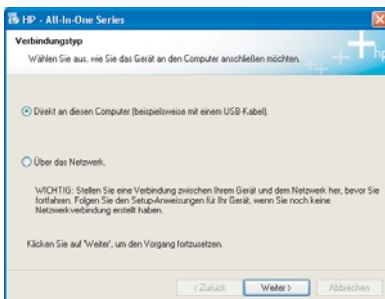 HP - All-In-One Series
Verbindungstyp
Wählen Sie aus, wie Sie das Gerät an den Computer anschließen möchten.
hp
Direkt an diesen Computer (beispielsweise mit einem USB-Kabel).
Über das Netzwerk.
WICHTIG: Stellen Sie eine Verbindung zwischen Ihrem Gerät und dem Netzwerk her, bevor Sie
fortfahren. Folgen Sie den Setup-Anweisungen für Ihr Gerät, wenn Sie noch keine
Netzwerkverbindung erstellt haben.
Klicken Sie auf 'Weiter', um den Vorgang fortzusetzen.
< Zurück
Weiter >
Abbrechen